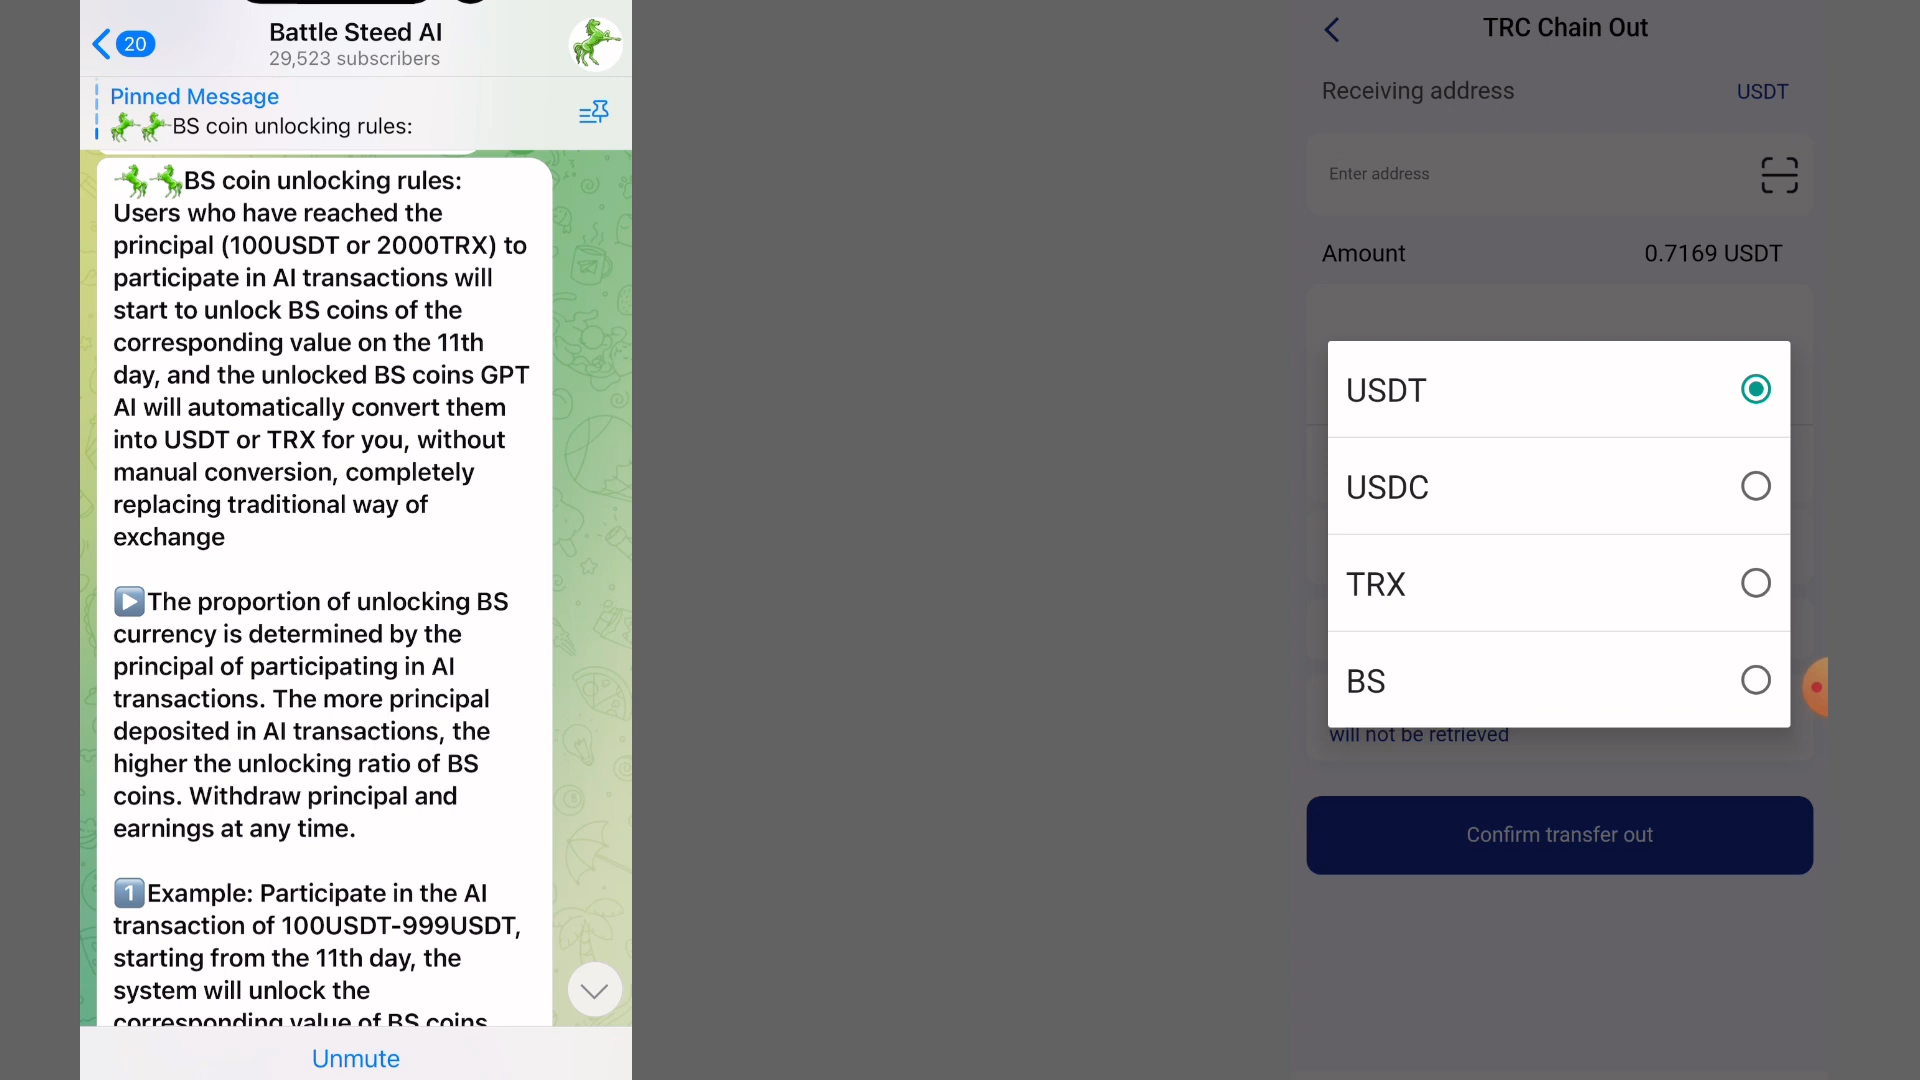 20
Battle Steed AI
29,523 subscribers
Pinned Message
BS coin unlocking rules:
BS coin unlocking rules:
Users who have reached the
principal (100USDT or 2000TRX) to
participate in AI transactions will
start to unlock BS coins of the
corresponding value on the 11th
day, and the unlocked BS coins GPT
AI will automatically convert them
into USDT or TRX for you, without
manual conversion, completely
replacing traditional way of
exchange
The proportion of unlocking BS
currency is determined by the
principal of participating in AI
transactions. The more principal
deposited in AI transactions, the
higher the unlocking ratio of BS
coins. Withdraw principal and
earnings at any time.
1 Example: Participate in the AI
transaction of 100USDT-999USDT,
starting from the 11th day, the
system will unlock the
corresponding value of BS coins
Unmute
TRC Chain Out
Receiving address USDT
Enter address
Amount 0.7169 USDT
USDT
USDC
TRX
BS
will not be retrieved
Confirm transfer out